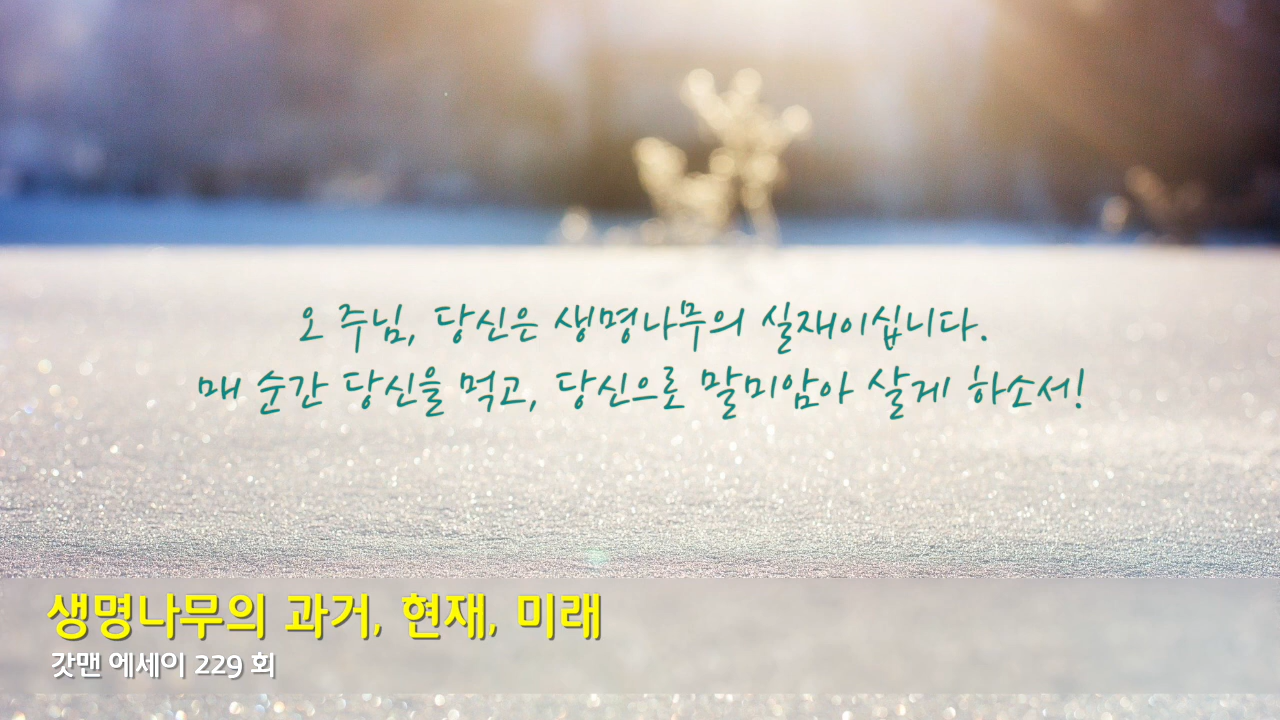 오 주님, 당신은 생명나무의 실재이십니다.
매 순간 당신을 먹고, 당신으로 말미암아 살게 하소서!
생명나무의 과거, 현재, 미래
갓맨 에세이 229 회